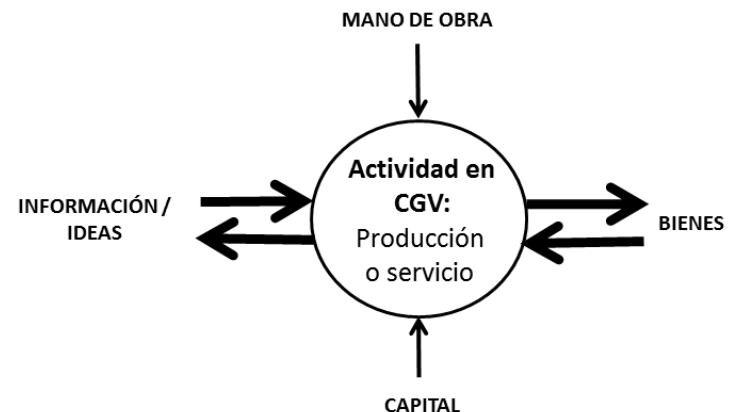 MANO DE OBRA
Actividad en
CGV:
Producción
o servicio
INFORMACIÓN /
IDEAS
BIENES
CAPITAL